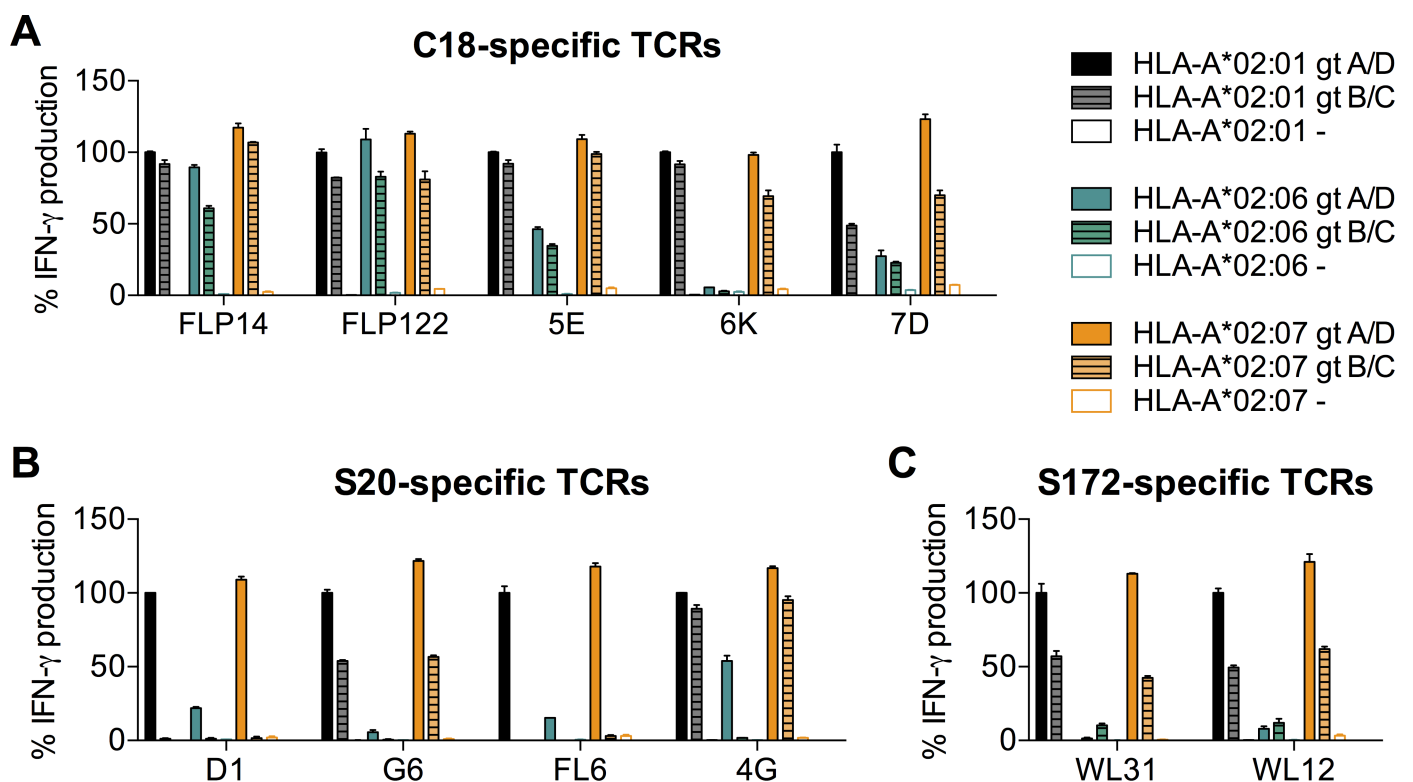 A
C18-specific TCRs
% IFN-γ production
150
100
50
0
FLP14
FLP122
5E
6K
7D
HLA-A*02:01 gt A/D
HLA-A*02:01 gt B/C
HLA-A*02:01 -
HLA-A*02:06 gt A/D
HLA-A*02:06 gt B/C
HLA-A*02:06 -
HLA-A*02:07 gt A/D
HLA-A*02:07 gt B/C
HLA-A*02:07 -
B
S20-specific TCRs
% IFN-γ production
150
100
50
0
D1
G6
FL6
4G
C
S172-specific TCRs
% IFN-γ production
150
100
50
0
WL31
WL12